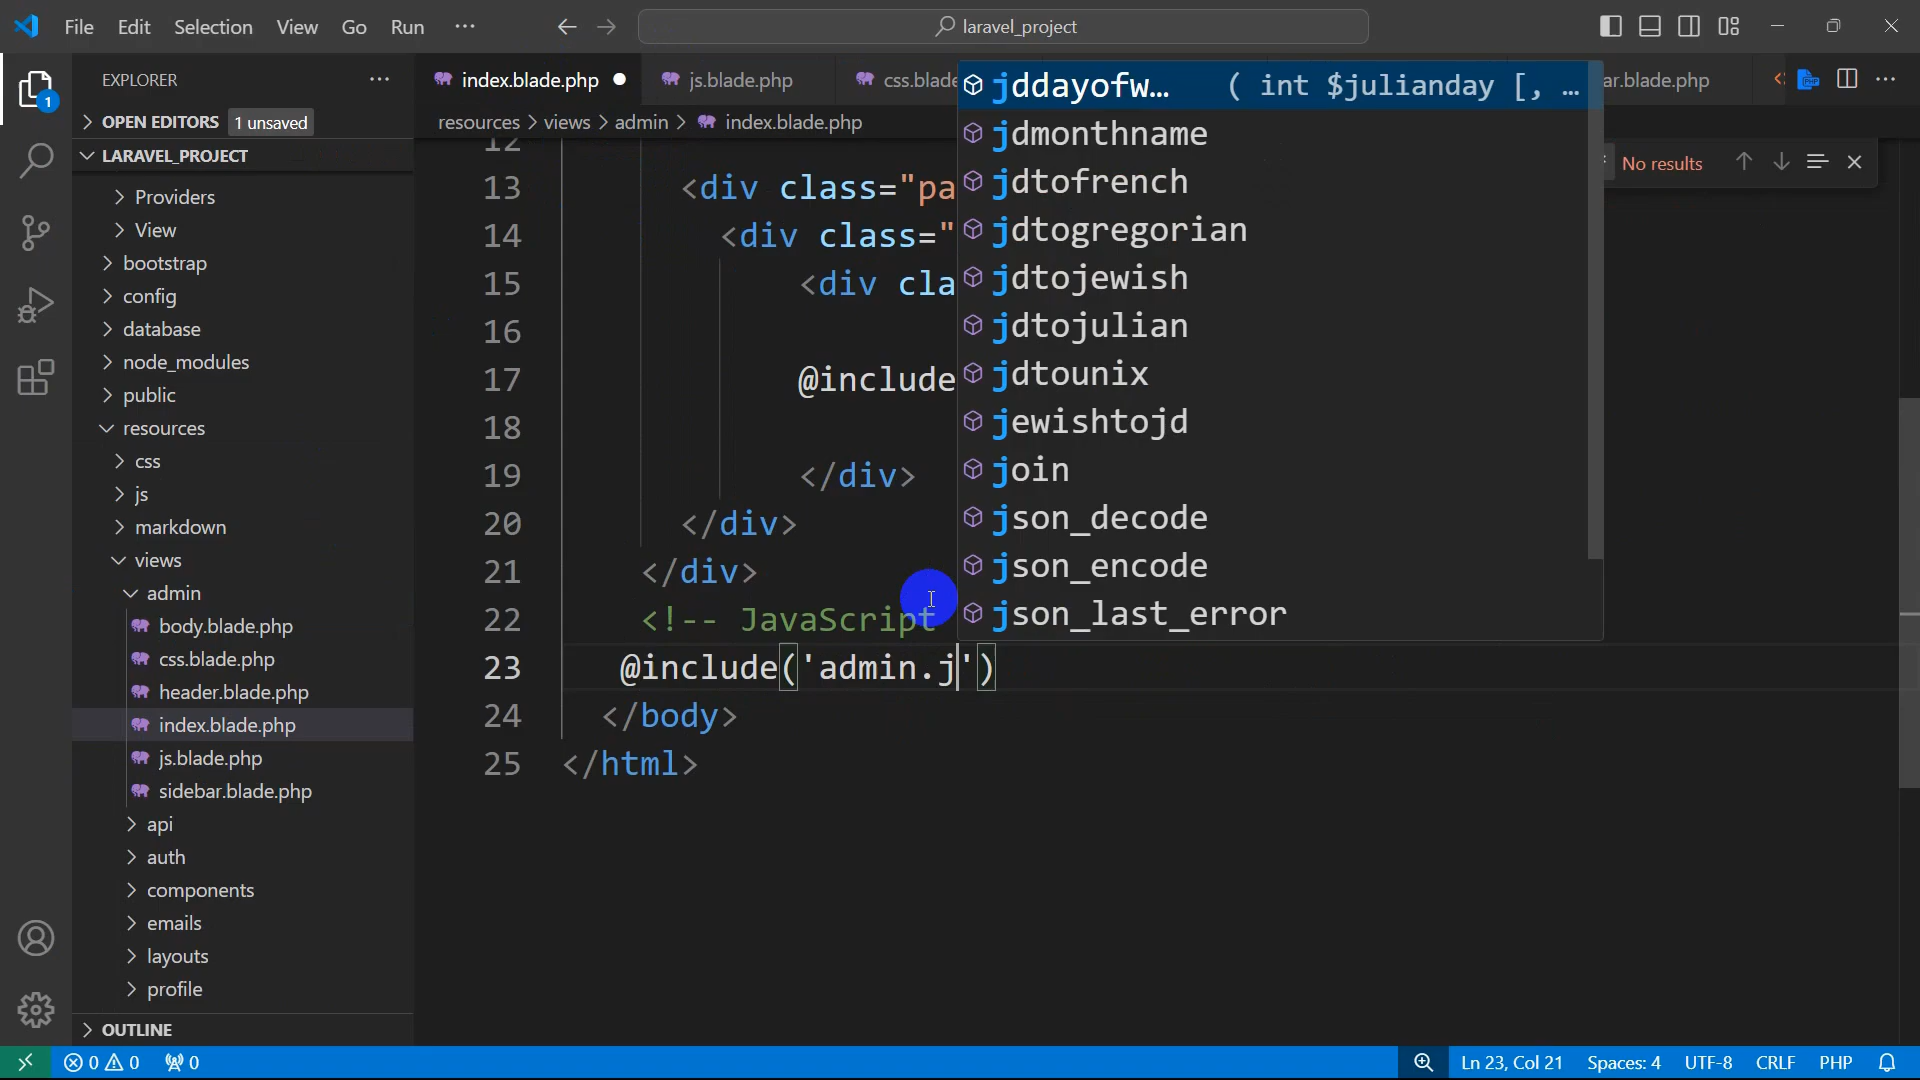 File Edit Selection View Go Run ···
laravel_project
EXPLORER ···
1
OPEN EDITORS 1 unsaved
LARAVEL_PROJECT
Providers
View
bootstrap
config
database
node_modules
public
resources
css
js
markdown
views
admin
body.blade.php
css.blade.php
header.blade.php
index.blade.php
js.blade.php
sidebar.blade.php
api
auth
components
emails
layouts
profile
OUTLINE
index.blade.php js.blade.php css.blade ar.blade.php
resources > views > admin > index.blade.php
No results
12
13 <div class="pa
14 <div class="
15 <div cla
16
17 @include
18
19 </div>
20 </div>
21 </div>
22 <!-- JavaScript
23 @include('admin.j')
24 </body>
25 </html>
jddayofw... ( int $julianday [, ...
jdmonthname
jdtofrench
jdtogregorian
jdtojewish
jdtojulian
jdtounix
jewishtojd
join
json_decode
json_encode
json_last_error
0 0 0 Ln 23, Col 21 Spaces: 4 UTF-8 CRLF PHP